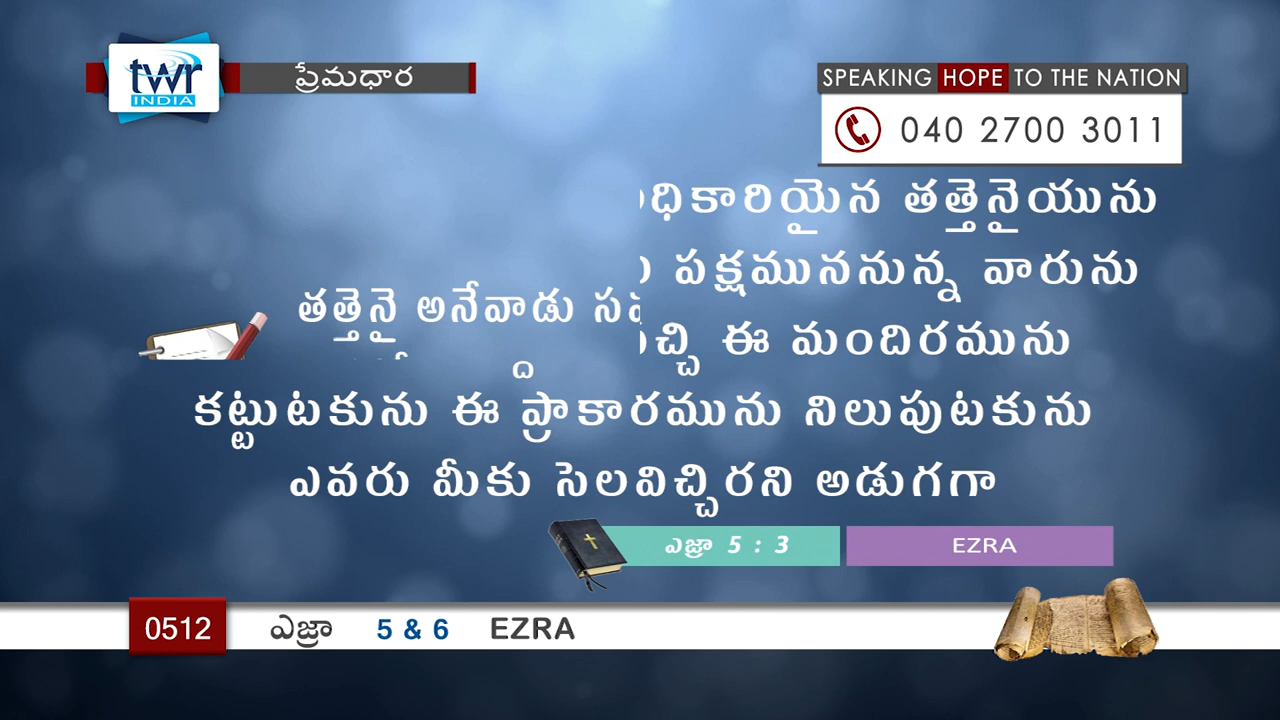 twr
INDIA
ప్రేమధార
SPEAKING HOPE TO THE NATION
040 2700 3011
తత్తెనైయును
పక్షముననున్న వారును
తత్తెనై అనేవాడు
ఈ మందిరమును
కట్టుటకును ఈ ప్రాకారమును నిలుపుటకును
ఎవరు మీకు సెలవిచ్చిరని అడుగగా
ఎజ్రా 5 : 3
EZRA
0512 ఎజ్రా 5 & 6 EZRA